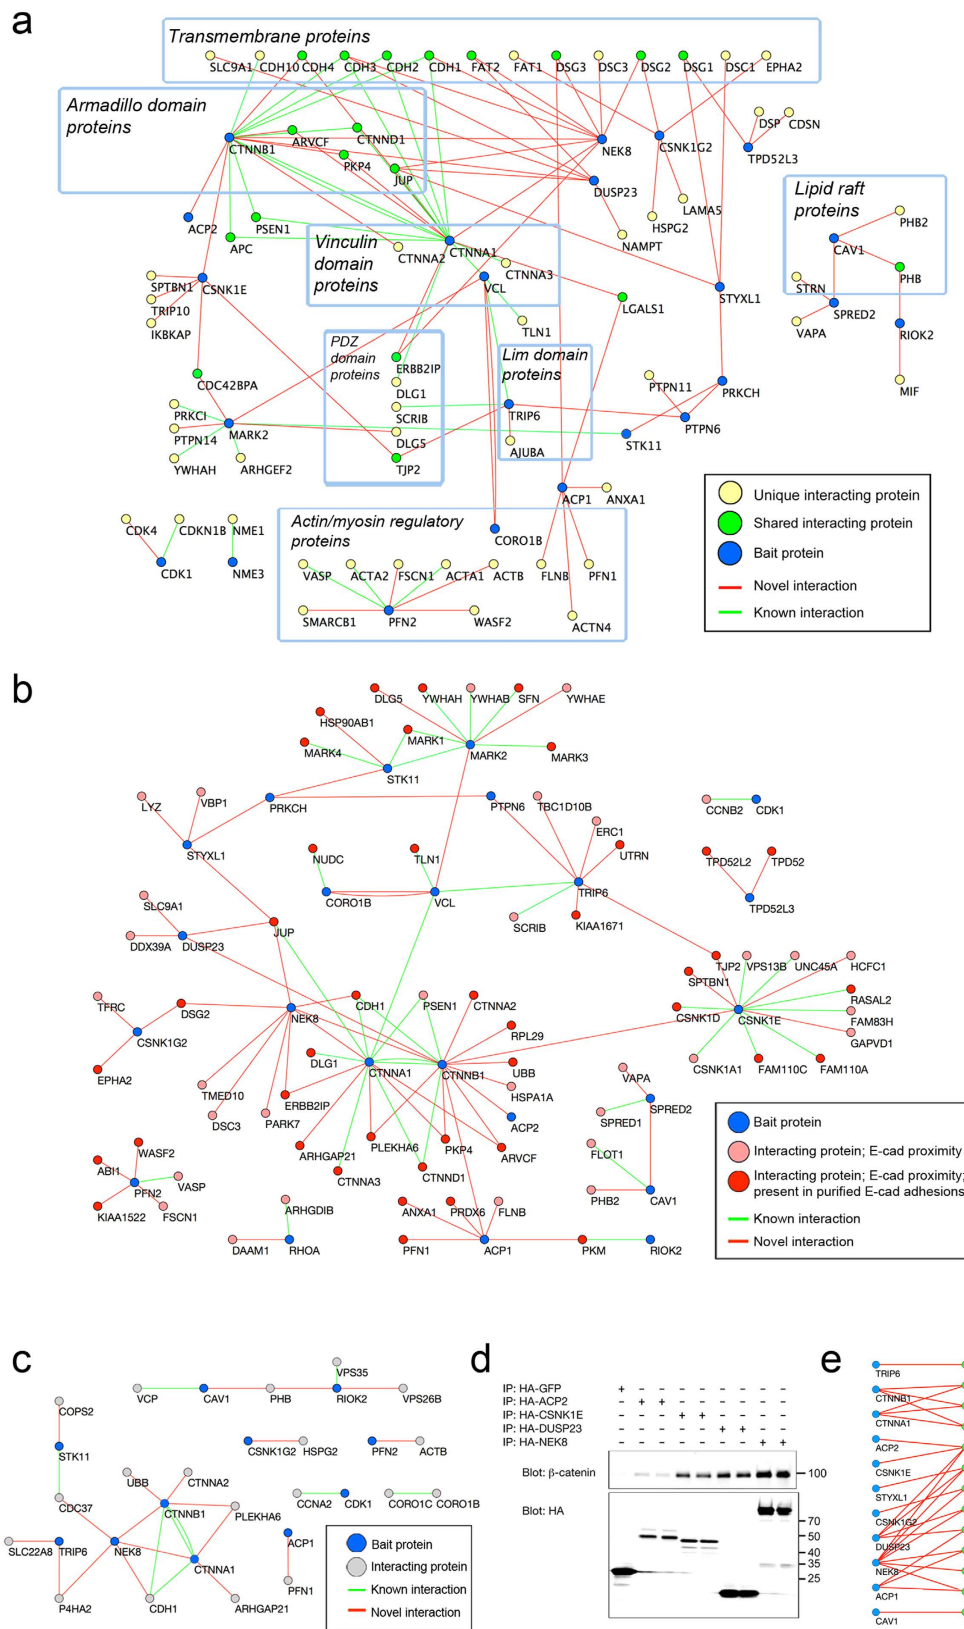 a
Transmembrane proteins
SLC9A1 CDH10 CDH4 CDH3 CDH2 CDH1 FAT2 FAT1 DSG3 DSC3 DSG2 DSG1 DSC1 EPHA2
Armadillo domain
proteins
CTNNB1 ARVCF CTNND1
PKP4
JUP
NEK8 CSNK1G2 DSP CDSN
TPD52L3
DUSP23
LAMA5
HSPG2
NAMPT
Lipid raft
proteins
PHB2
CAV1
STRN PHB
SPRED2
VAPA RIOK2
MIF
ACP2 PSEN1
APC
Vinculin
domain
proteins
CTNNA2 CTNNA1
CTNNA3
VCL
TLN1
SPTBN1 CSNK1E
TRIP10
IKBKAP
LGALS1 STYXL1
PDZ
domain
proteins
ERBB2IP
DLG1
SCRIB
DLG5
TJP2
Lim domain
proteins
TRIP6
AJUBA
CDC42BPA
PRKCI
PTPN14 MARK2
YWHAH ARHGEF2
PTPN11 PRKCH
PTPN6
STK11
ACP1 ANXA1
CDK4 CDKN1B NME1
CDK1 NME3
Actin/myosin regulatory
proteins
CORO1B
VASP ACTA2 FSCN1 ACTA1 ACTB FLNB PFN1
SMARCB1 PFN2 WASF2 ACTN4
Unique interacting protein
Shared interacting protein
Bait protein
Novel interaction
Known interaction
b
DLG5 YWHAH YWHAB SFN YWHAE
HSP90AB1
MARK4 MARK1 MARK2 MARK3
STK11
LYZ VBP1 PRKCH PTPN6 TBC1D10B
ERC1
CCNB2 CDK1
STYXL1 NUDC TLN1 UTRN
TPD52L2 TPD52
CORO1B VCL TRIP6
TPD52L3
SLC9A1 SCRIB KIAA1671
DDX39A DUSP23 JUP
TJP2 VPS13B UNC45A HCFC1
SPTBN1
RASAL2
TFRC DSG2 NEK8 CDH1 PSEN1 CTNNA2
CSNK1D CSNK1E FAM83H
GAPVD1
CSNK1G2 RPL29
EPHA2 DLG1 CTNNA1 CTNNB1 UBB
CSNK1A1 FAM110C FAM110A
TMED10 ERBB2IP HSPA1A
VAPA
DSC3 PARK7 ACP2
SPRED1 SPRED2
ARHGAP21 PLEKHA6 PKP4 ARVCF
WASF2 FLOT1
ABI1 CTNNA3 CTNND1
PFN2 VASP
KIAA1522 FSCN1 ARHGDIB ANXA1 PRDX6 FLNB PHB2 CAV1
DAAM1 RHOA PFN1 ACP1 PKM RIOK2
Bait protein
Interacting protein; E-cad proximity
Interacting protein; E-cad proximity;
present in purified E-cad adhesions
Known interaction
Novel interaction
c
VPS35
VCP CAV1 PHB RIOK2 VPS26B
COPS2
STK11 CSNK1G2 HSPG2 PFN2 ACTB
UBB CTNNA2
CDC37 CTNNB1 PLEKHA6 CCNA2 CDK1 CORO1C CORO1B
SLC22A8 TRIP6 NEK8 CTNNA1 ACP1
P4HA2 CDH1 ARHGAP21 PFN1
Bait protein
Interacting protein
Known interaction
Novel interaction
d
IP: HA-GFP + – – – – – – – –
IP: HA-ACP2 – + + – – – – – –
IP: HA-CSNK1E – – – + + – – – –
IP: HA-DUSP23 – – – – – + + – –
IP: HA-NEK8 – – – – – – – + +
Blot: β-catenin 100
Blot: HA
70
50
40
35
25
e
TRIP6
CTNNB1
CTNNA1
ACP2
CSNK1E
STYXL1
CSNK1G2
DUSP23
NEK8
ACP1
CAV1